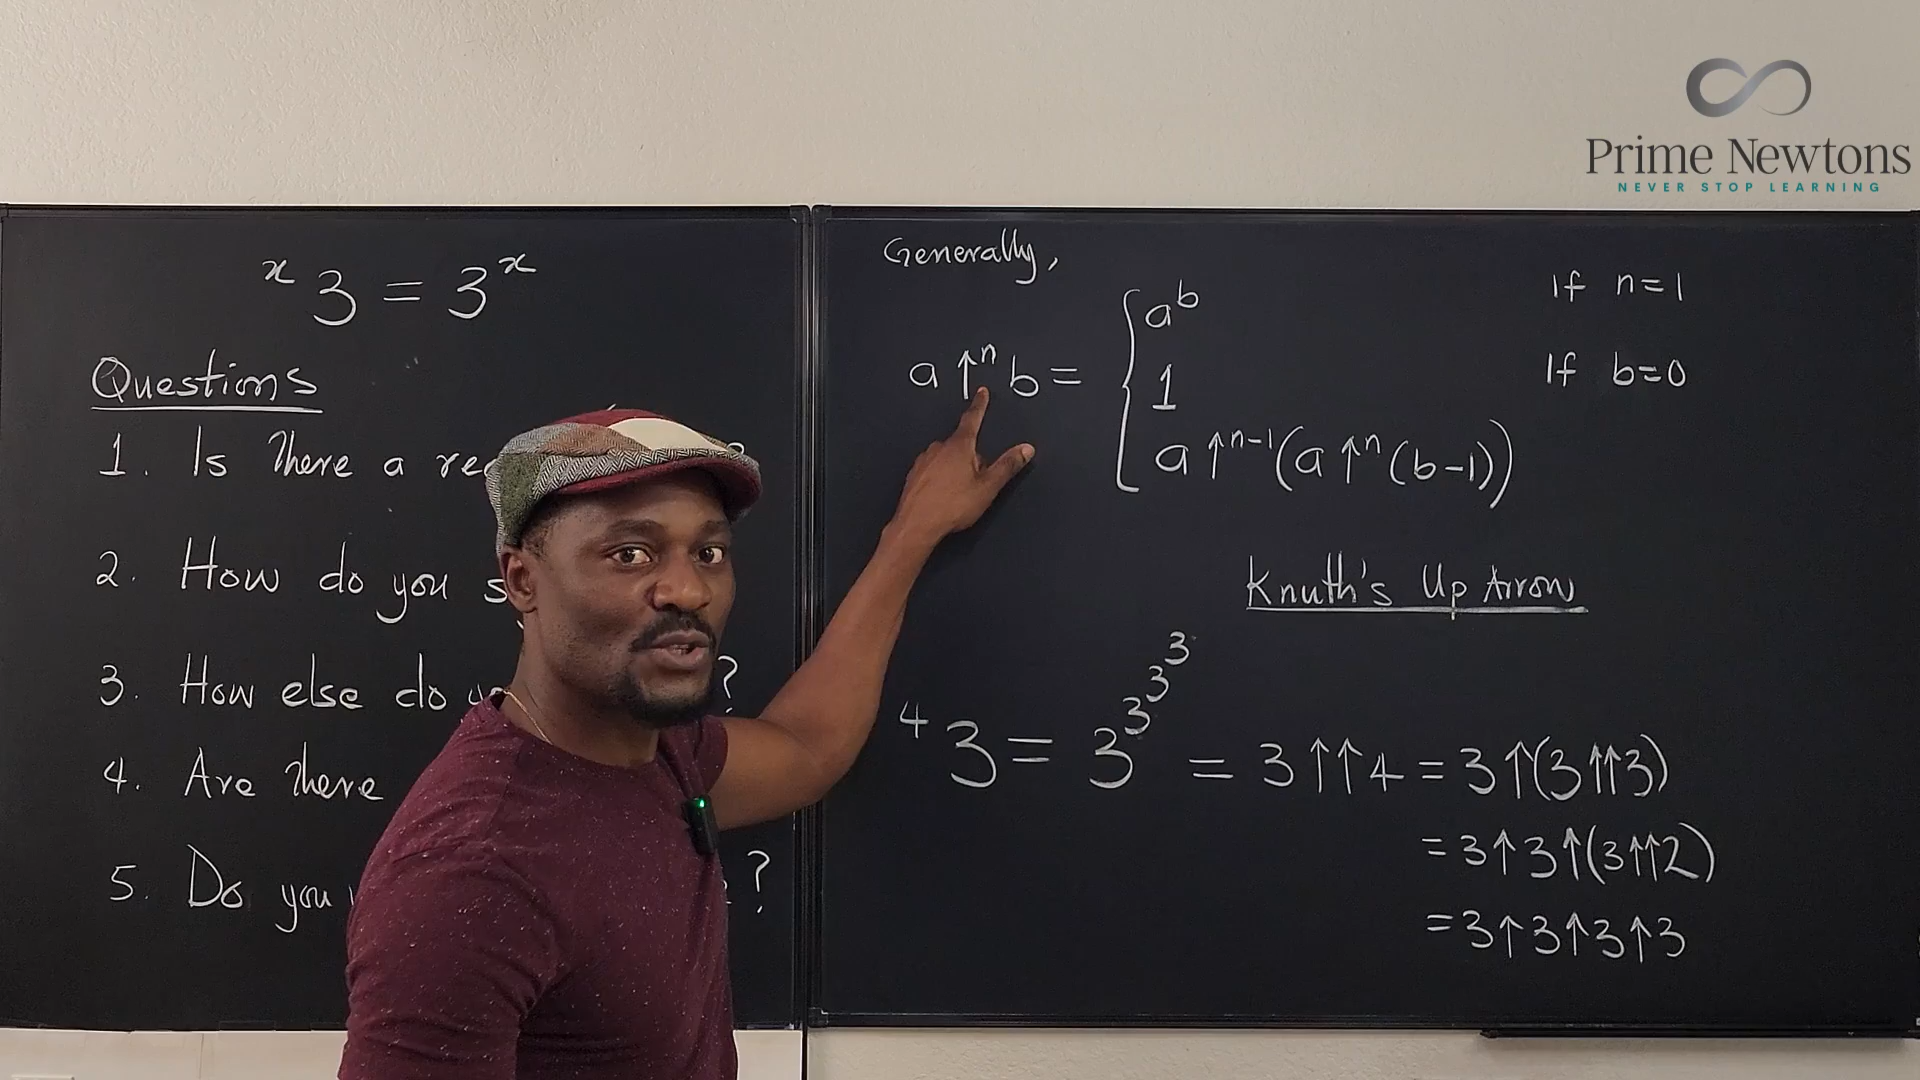 Prime Newtons
NEVER STOP LEARNING
ˣ3 = 3ˣ
Questions
1. Is there a ?
2. How do you
3. How else do ?
4. Are there
5. Do you ?
Generally,
a ↑ⁿ b = { aᵇ if n=1
1 if b=0
a ↑ⁿ⁻¹(a ↑ⁿ (b-1))
Knuth's Up Arrow
⁴3 = 3^3^3^3 = 3↑↑4 = 3↑(3↑↑3)
= 3↑3↑(3↑↑2)
= 3↑3↑3↑3